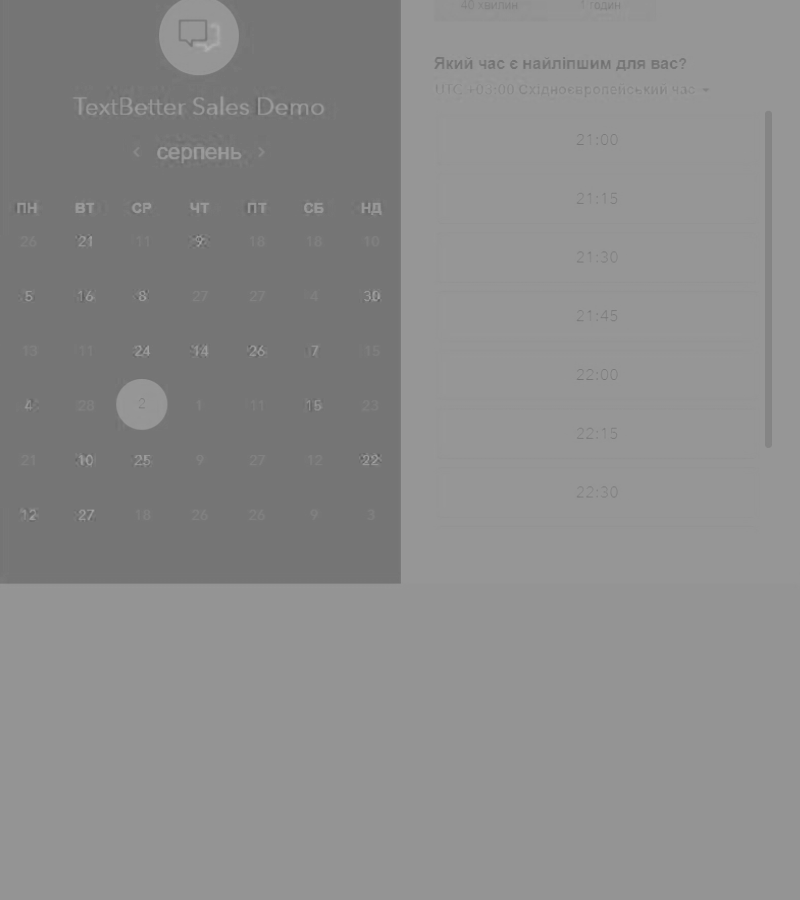 40 хвилин 1 годин
TextBetter Sales Demo
серпень
ПН ВТ СР ЧТ ПТ СБ НД
26 21 11 9 18 18 10
5 16 8 27 27 4 30
13 11 24 14 26 7 15
4 28 2 1 11 15 23
21 10 25 9 27 12 22
12 27 18 26 26 9 3
Який час є найліпшим для вас?
UTC +03:00 Східноєвропейський час
21:00
21:15
21:30
21:45
22:00
22:15
22:30